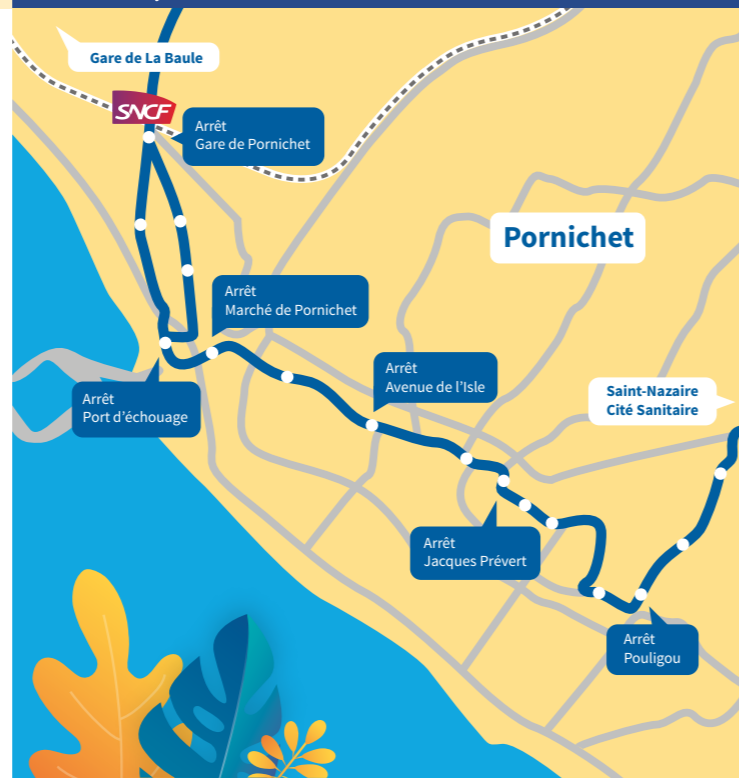 Gare de La Baule
SNCF
Arrêt
Gare de Pornichet
Pornichet
Arrêt
Marché de Pornichet
Arrêt
Avenue de l'Isle
Arrêt
Port d'échouage
Saint-Nazaire
Cité Sanitaire
Arrêt
Jacques Prévert
Arrêt
Pouligou